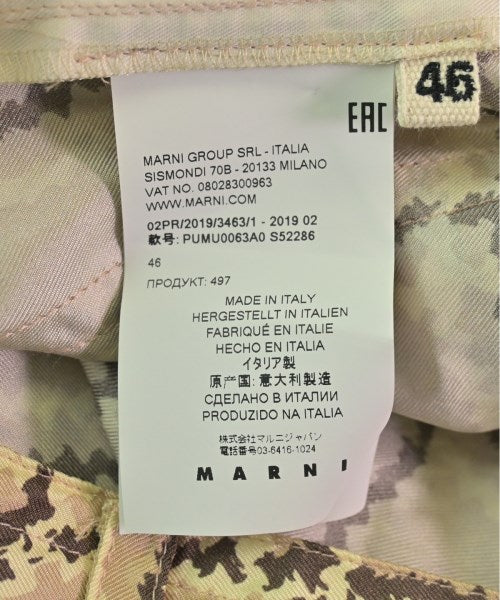 46
EAC
MARNI GROUP SRL - ITALIA
SISMONDI 70B - 20133 MILANO
VAT NO. 08028300963
WWW.MARNI.COM
02PR/2019/3463/1 - 2019 02
款号: PUMU0063A0 S52286
46
ПРОДУКТ: 497
MADE IN ITALY
HERGESTELLT IN ITALIEN
FABRIQUÉ EN ITALIE
HECHO EN ITALIA
イタリア製
原产国: 意大利製造
СДЕЛАНО В ИТАЛИИ
PRODUZIDO NA ITALIA
株式会社マルニジャパン
電話番号03-6416-1024
MARNI